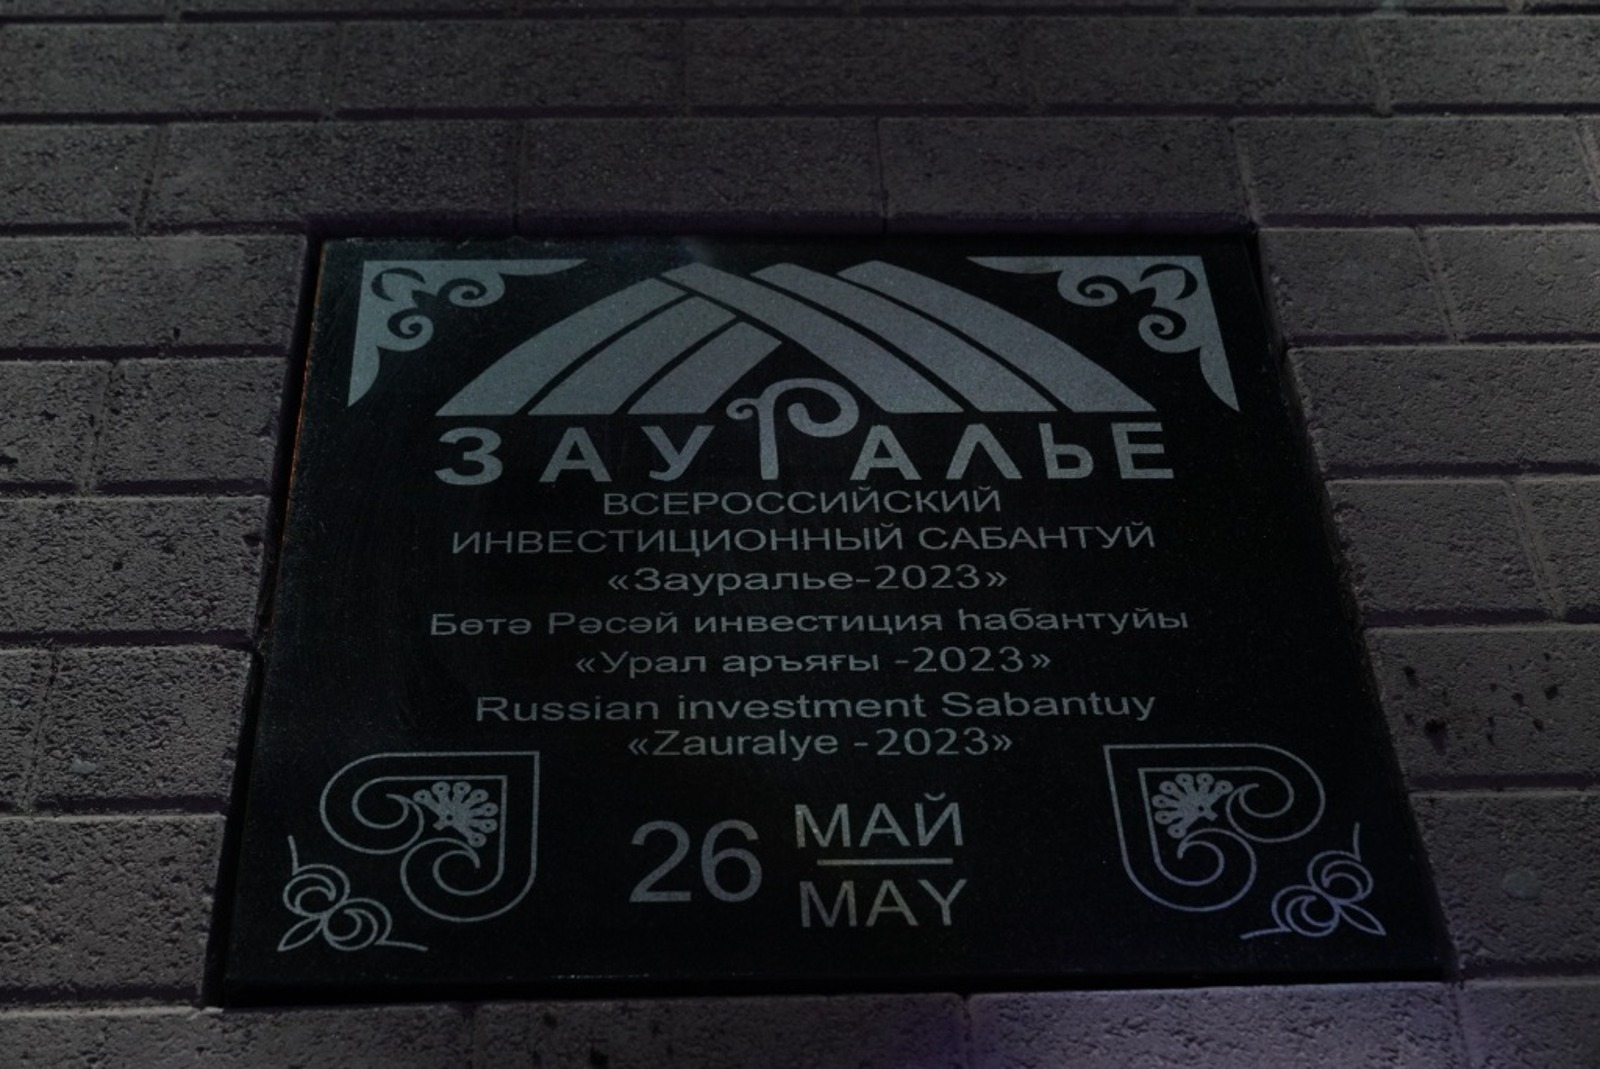 ЗАУРАЛЬЕ
ВСЕРОССИЙСКИЙ
ИНВЕСТИЦИОННЫЙ САБАНТУЙ
«Зауралье-2023»
Бөтә Рәсәй инвестиция һабантуйы
«Урал аръяғы -2023»
Russian investment Sabantuy
«Zauralye -2023»
26 МАЙ
MAY